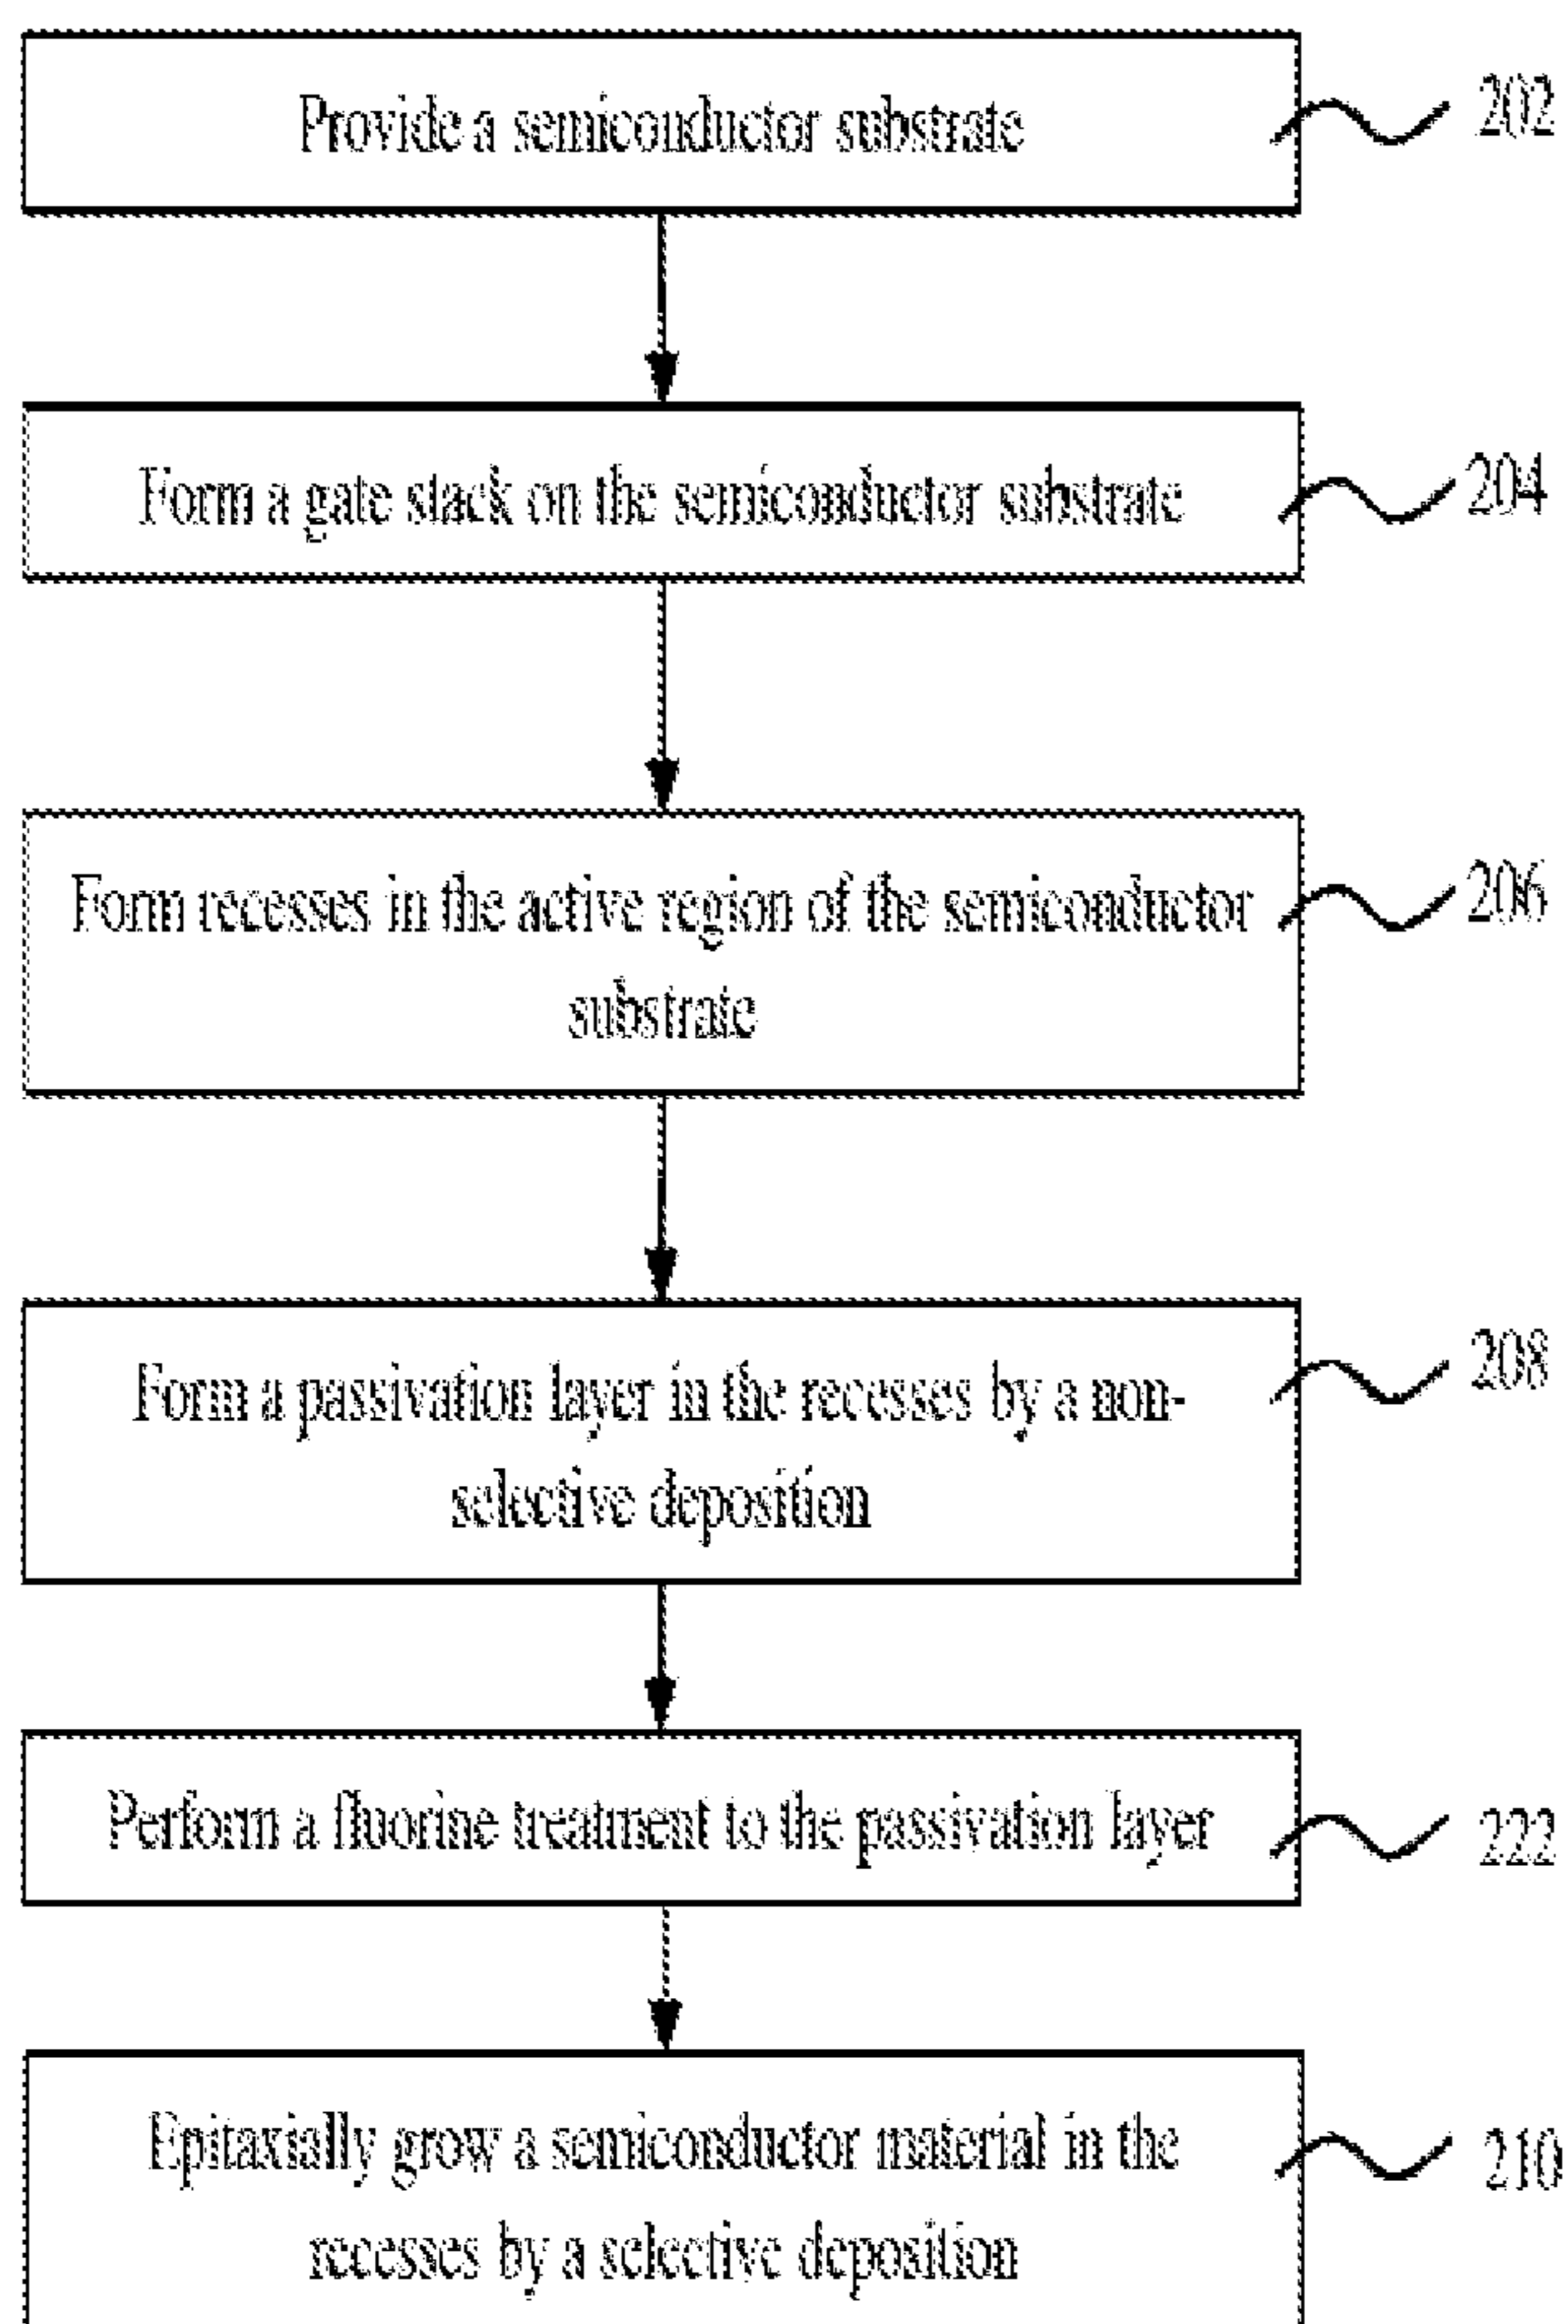 Provide a semiconductor substrate
202
Form a gate stack on the semiconductor substrate
204
Form recesses in the active region of the semiconductor
substrate
206
Form a passivation layer in the recesses by a non-
selective deposition
208
Perform a fluorine treatment to the passivation layer
222
Epitaxially grow a semiconductor material in the
recesses by a selective deposition
210